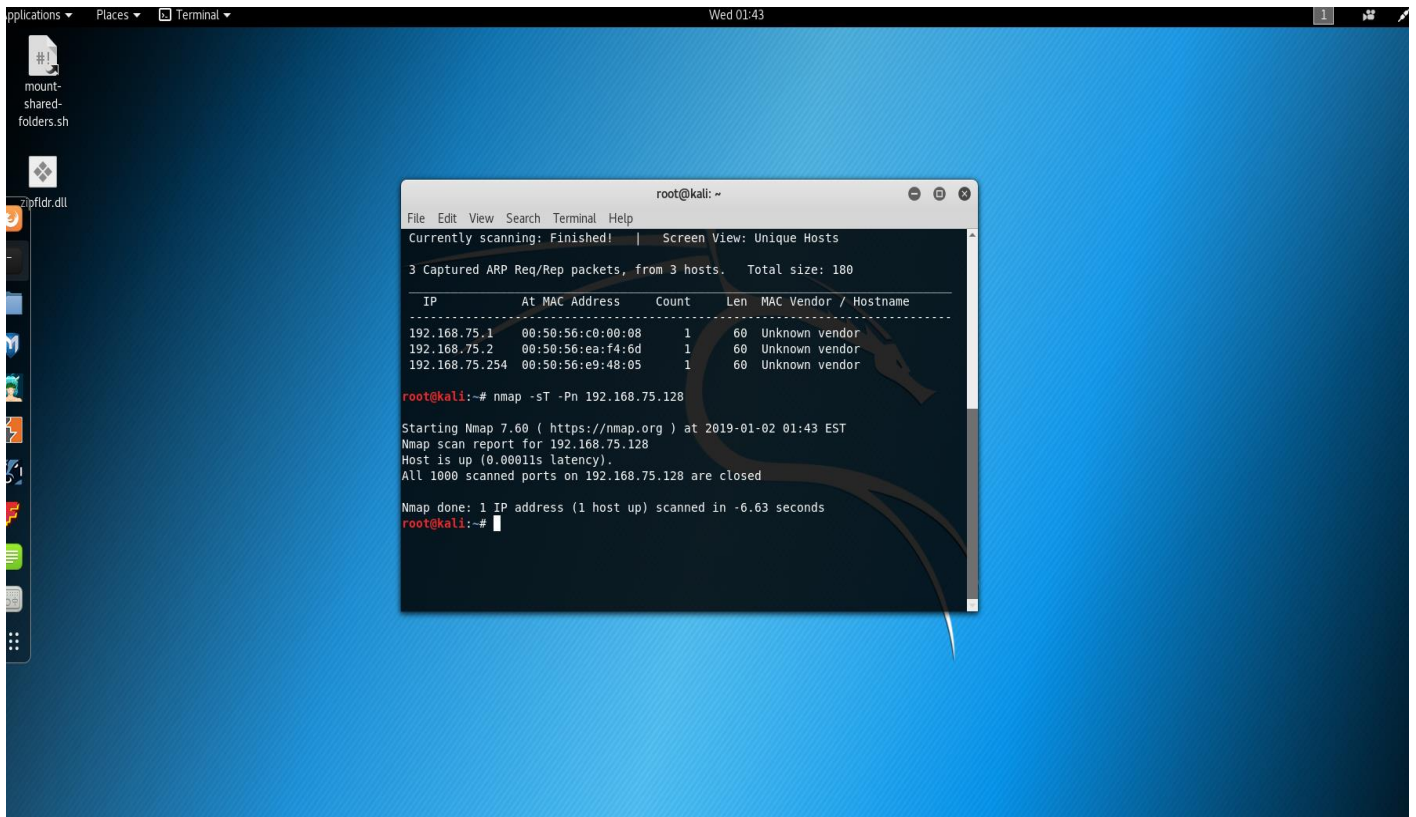 pplications Places Terminal Wed 01:43 1
mount-
shared-
folders.sh
zipfldr.dll
root@kali: ~
File Edit View Search Terminal Help
Currently scanning: Finished! | Screen View: Unique Hosts
3 Captured ARP Req/Rep packets, from 3 hosts. Total size: 180
IP At MAC Address Count Len MAC Vendor / Hostname
192.168.75.1 00:50:56:c0:00:08 1 60 Unknown vendor
192.168.75.2 00:50:56:ea:f4:6d 1 60 Unknown vendor
192.168.75.254 00:50:56:e9:48:05 1 60 Unknown vendor
root@kali:~# nmap -sT -Pn 192.168.75.128
Starting Nmap 7.60 ( https://nmap.org ) at 2019-01-02 01:43 EST
Nmap scan report for 192.168.75.128
Host is up (0.00011s latency).
All 1000 scanned ports on 192.168.75.128 are closed
Nmap done: 1 IP address (1 host up) scanned in -6.63 seconds
root@kali:~#